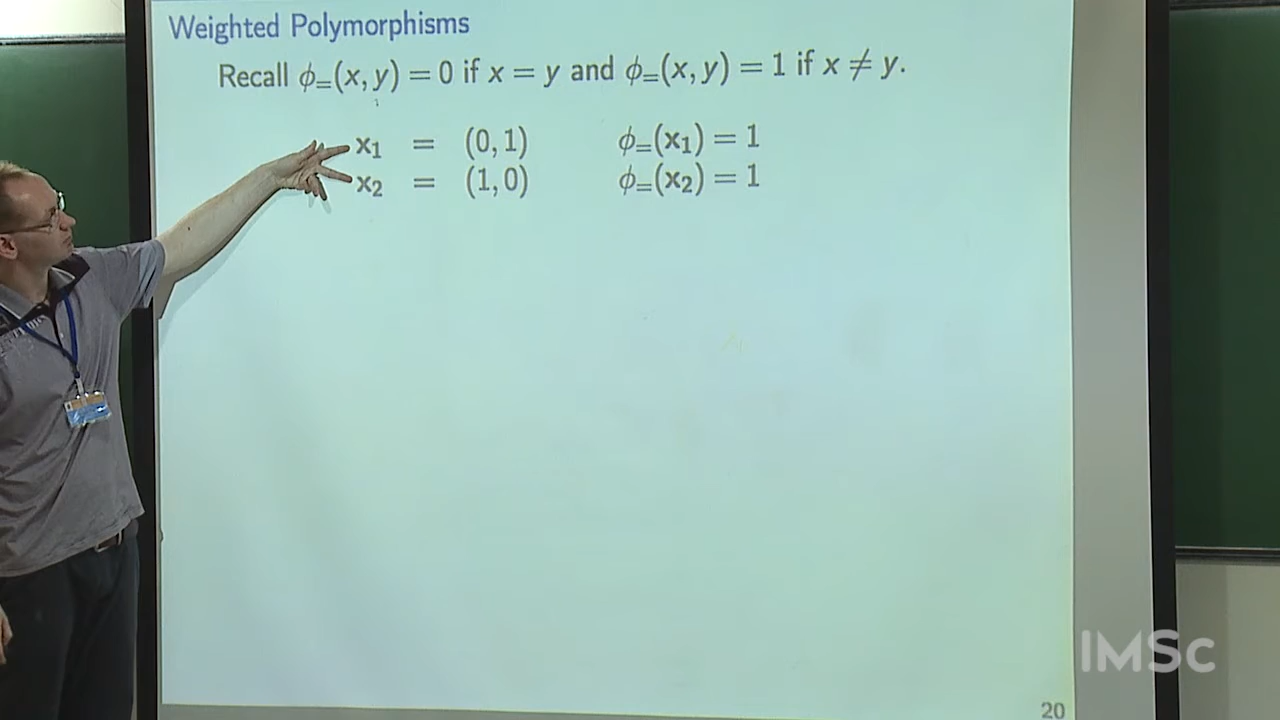 Weighted Polymorphisms
Recall ϕ₌(x, y) = 0 if x = y and ϕ₌(x, y) = 1 if x ≠ y.
x₁ = (0, 1) ϕ₌(x₁) = 1
x₂ = (1, 0) ϕ₌(x₂) = 1
IMSc
20